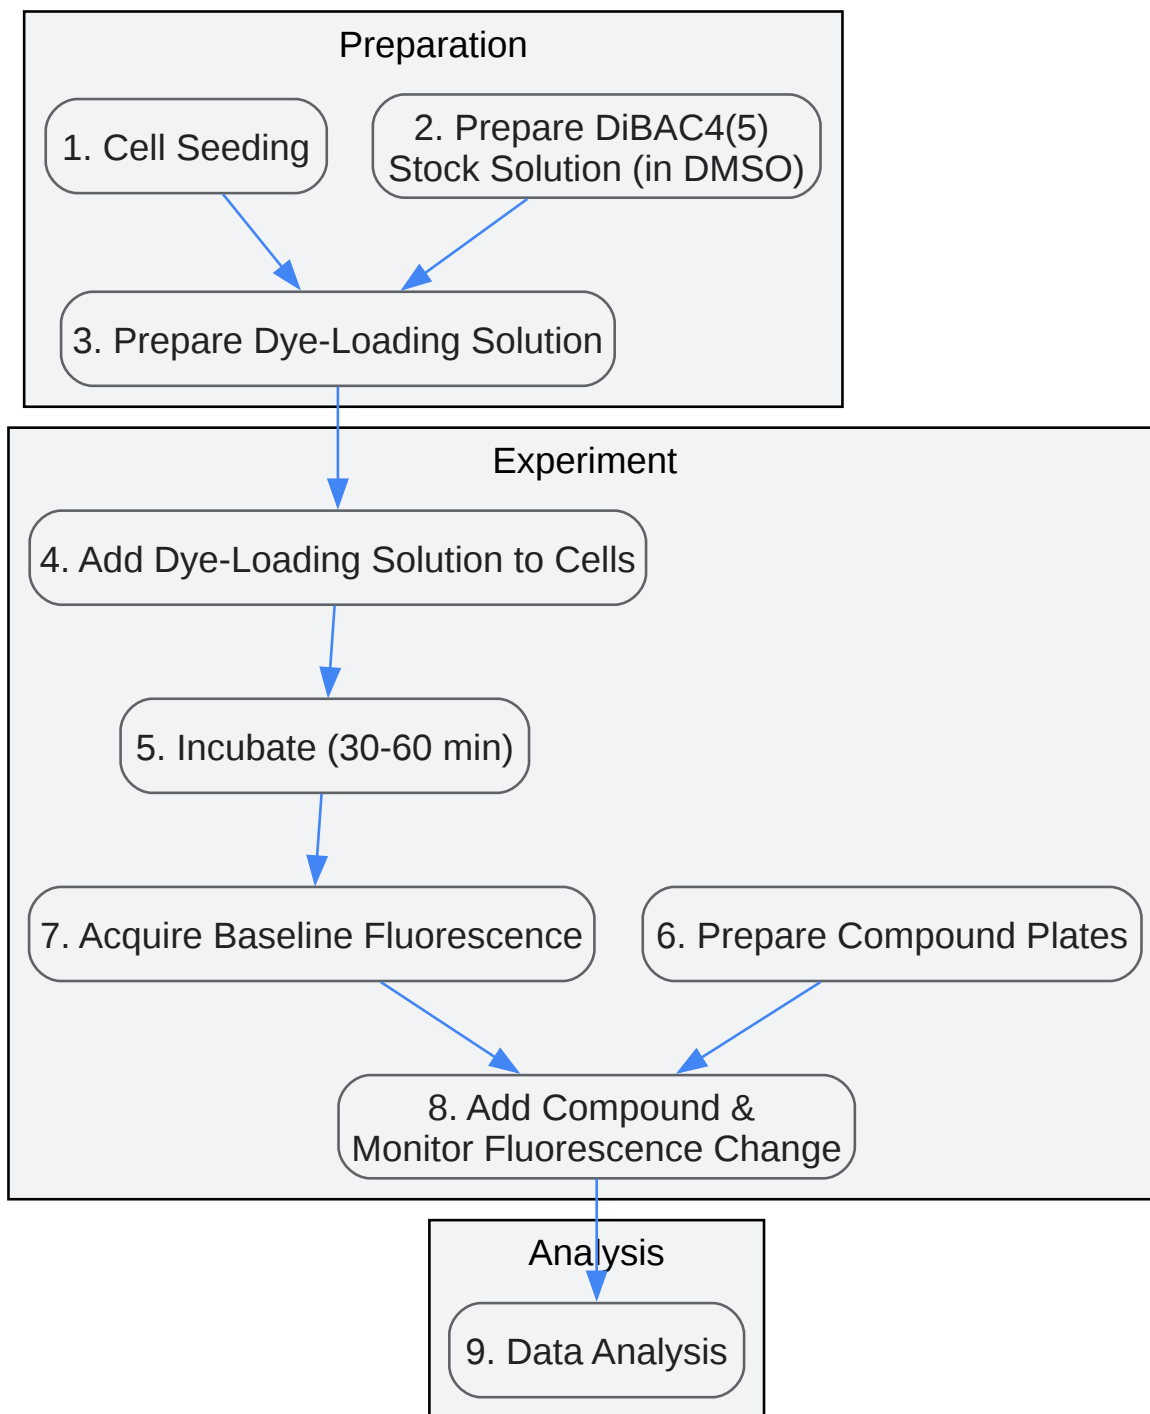 Preparation
1. Cell Seeding
2. Prepare DiBAC4(5)
Stock Solution (in DMSO)
3. Prepare Dye-Loading Solution
Experiment
4. Add Dye-Loading Solution to Cells
5. Incubate (30-60 min)
7. Acquire Baseline Fluorescence
6. Prepare Compound Plates
8. Add Compound &
Monitor Fluorescence Change
Analysis
9. Data Analysis